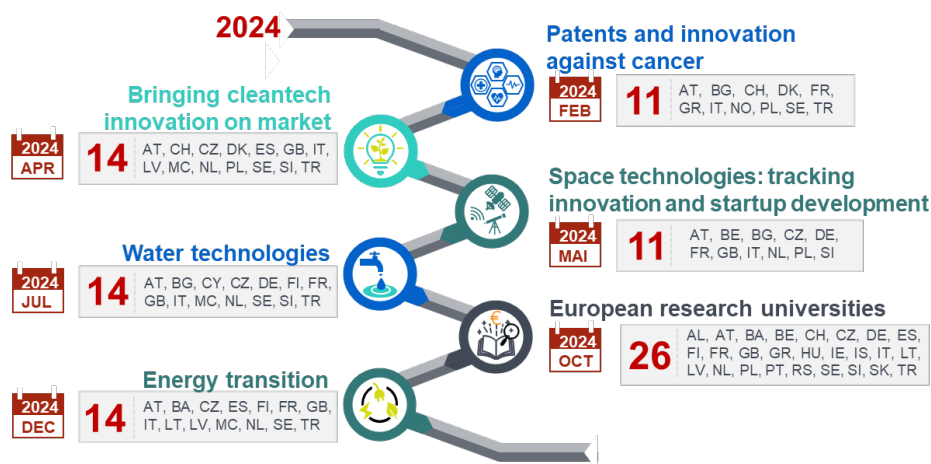 2024
Patents and innovation
against cancer
2024
FEB
11
AT, BG, CH, DK, FR,
GR, IT, NO, PL, SE, TR
Bringing cleantech
innovation on market
2024
APR
14
AT, CH, CZ, DK, ES, GB, IT,
LV, MC, NL, PL, SE, SI, TR
Space technologies: tracking
innovation and startup development
2024
MAI
11
AT, BE, BG, CZ, DE,
FR, GB, IT, NL, PL, SI
Water technologies
2024
JUL
14
AT, BG, CY, CZ, DE, FI, FR,
GB, IT, MC, NL, SE, SI, TR
European research universities
2024
OCT
26
AL, AT, BA, BE, CH, CZ, DE, ES,
FI, FR, GB, GR, HU, IE, IS, IT, LT,
LV, NL, PL, PT, RS, SE, SI, SK, TR
Energy transition
2024
DEC
14
AT, BA, CZ, ES, FI, FR, GB,
IT, LT, LV, MC, NL, SE, TR